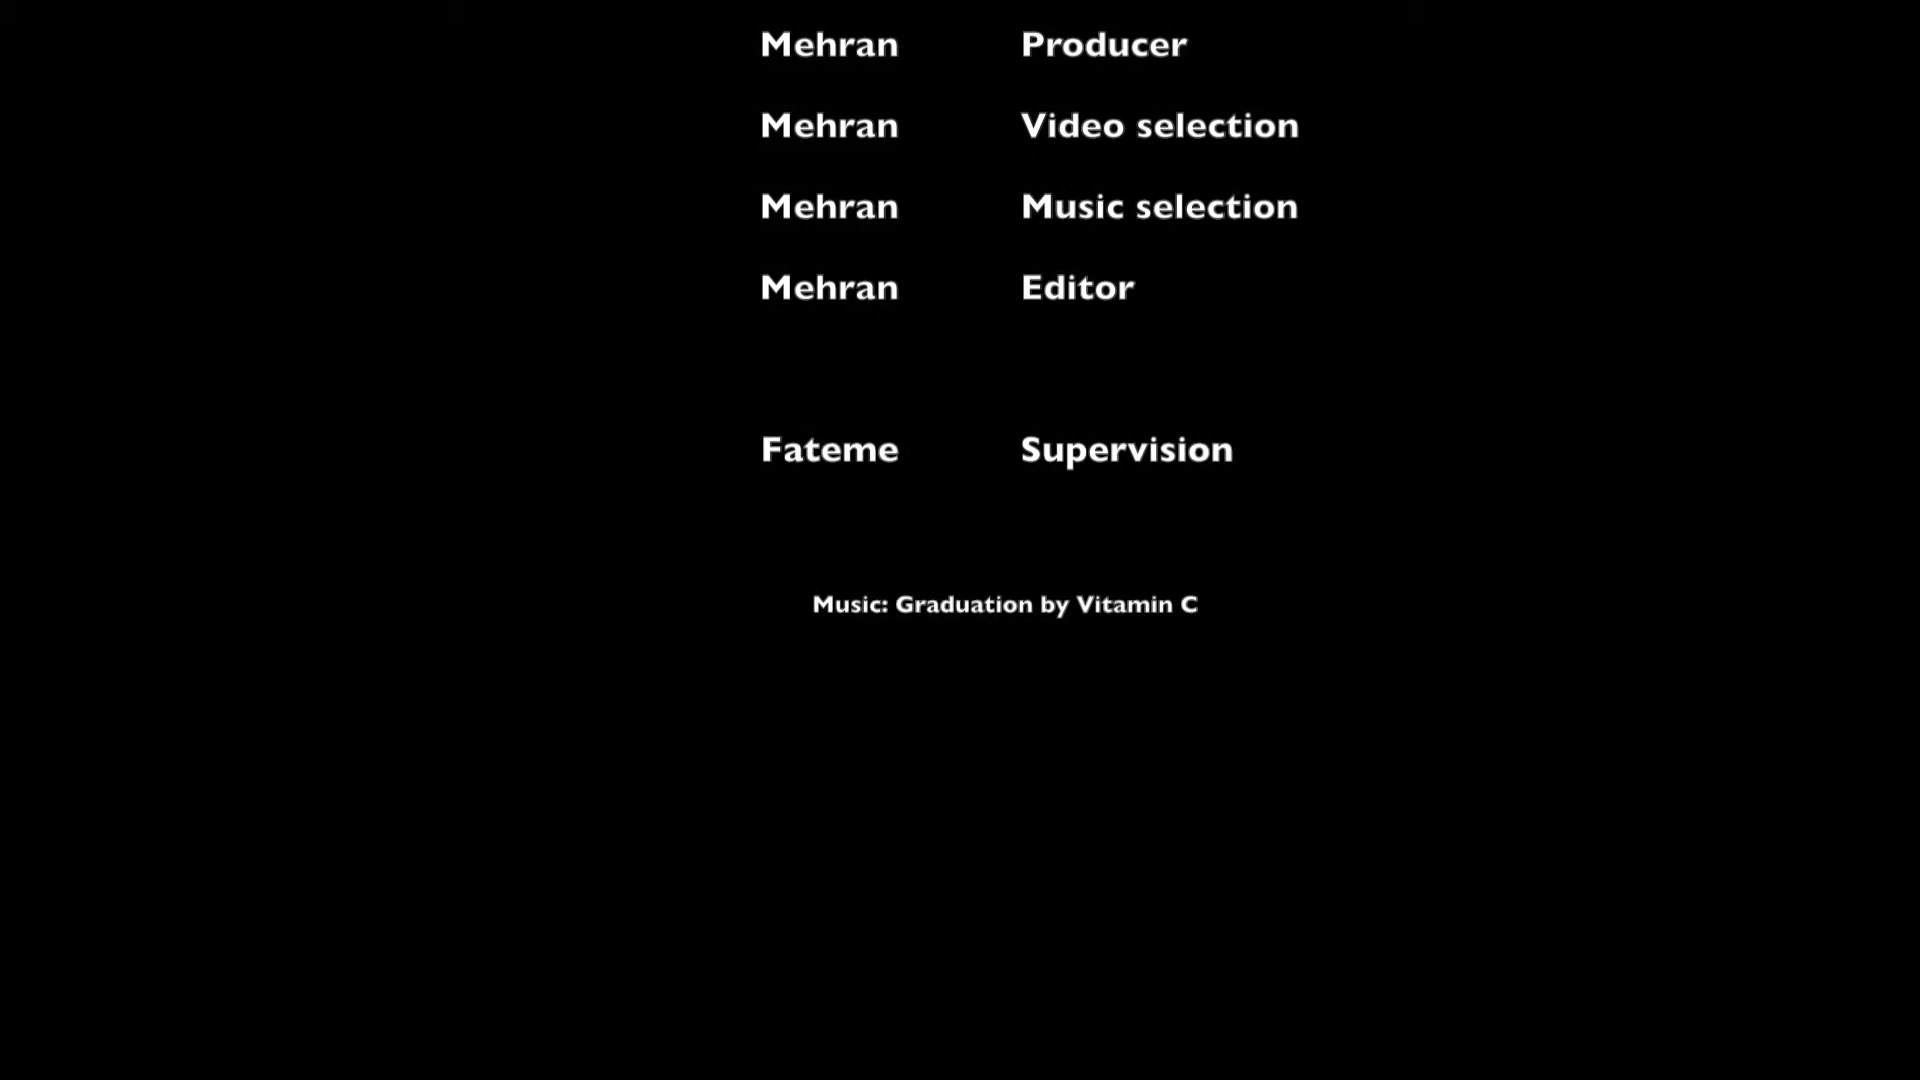 Mehran Producer
Mehran Video selection
Mehran Music selection
Mehran Editor
Fateme Supervision
Music: Graduation by Vitamin C